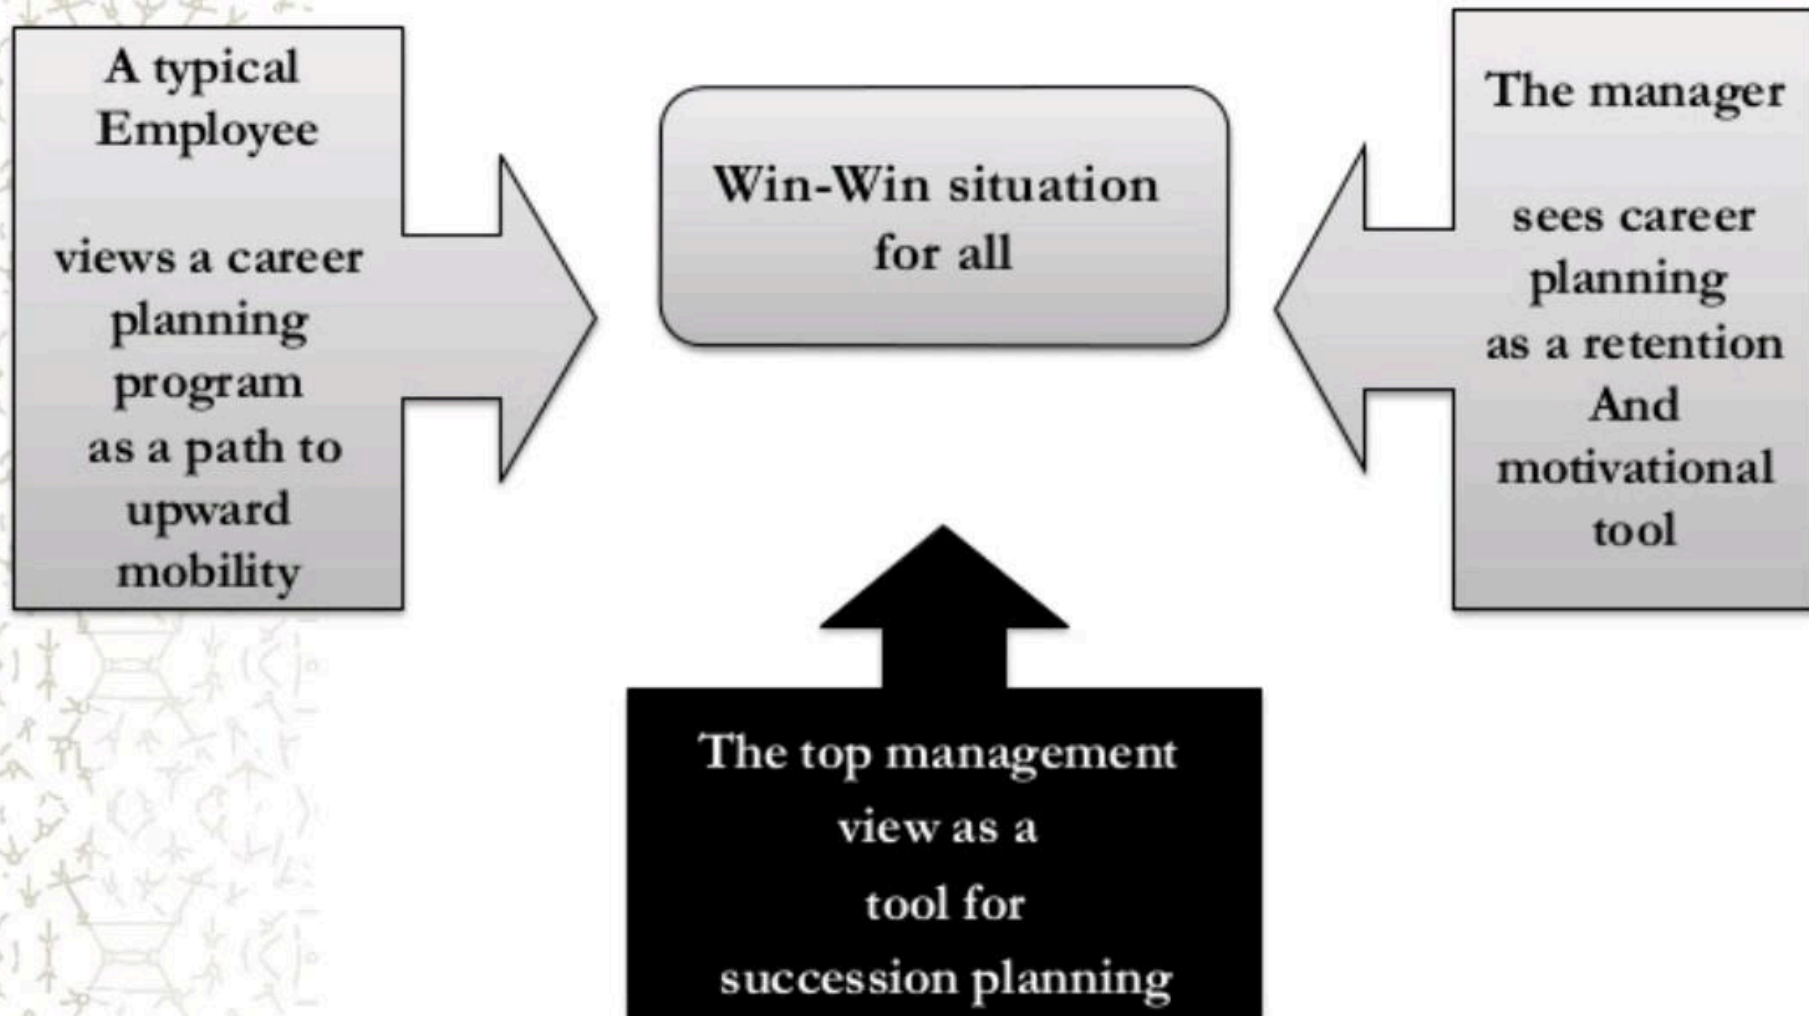 A typical
Employee
views a career
planning
program
as a path to
upward
mobility
Win-Win situation
for all
The manager
sees career
planning
as a retention
And
motivational
tool
The top management
view as a
tool for
succession planning